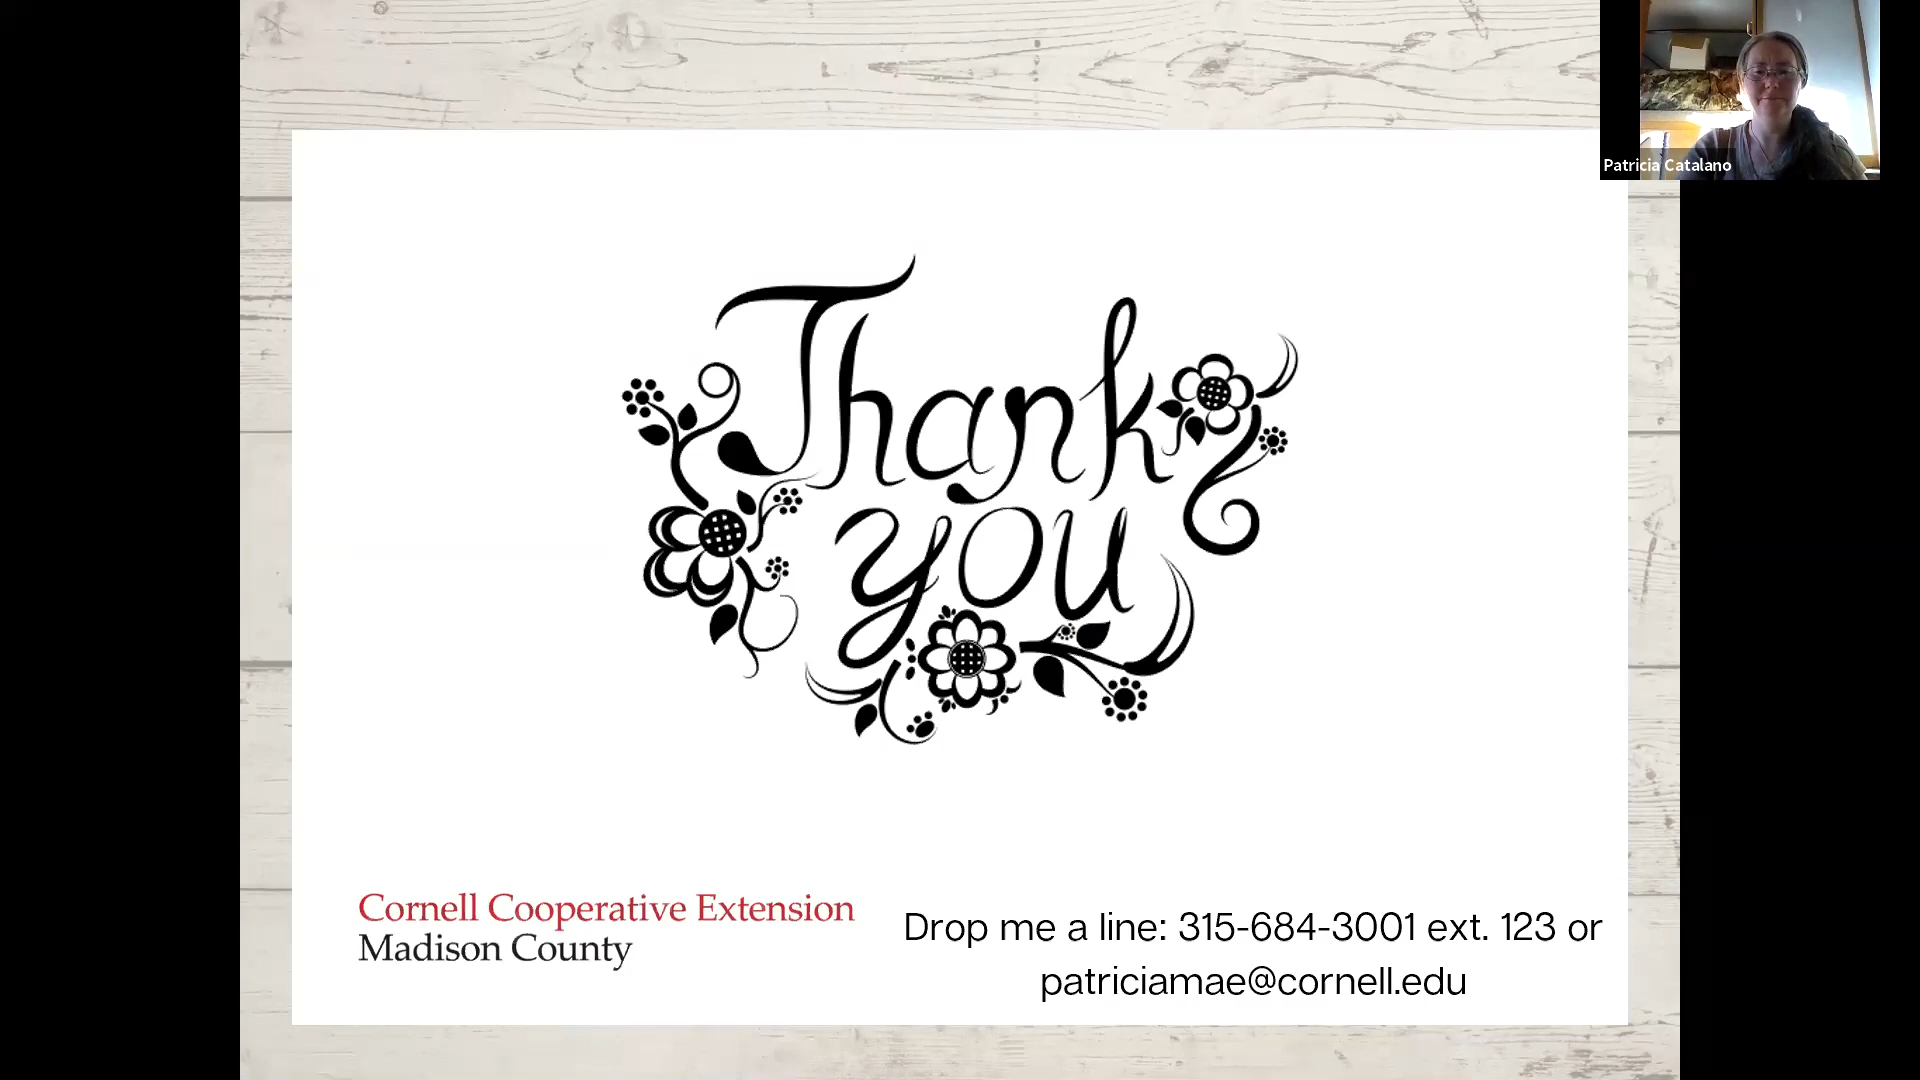 Patricia Catalano
Thank
you
Cornell Cooperative Extension
Madison County
Drop me a line: 315-684-3001 ext. 123 or
patriciamae@cornell.edu